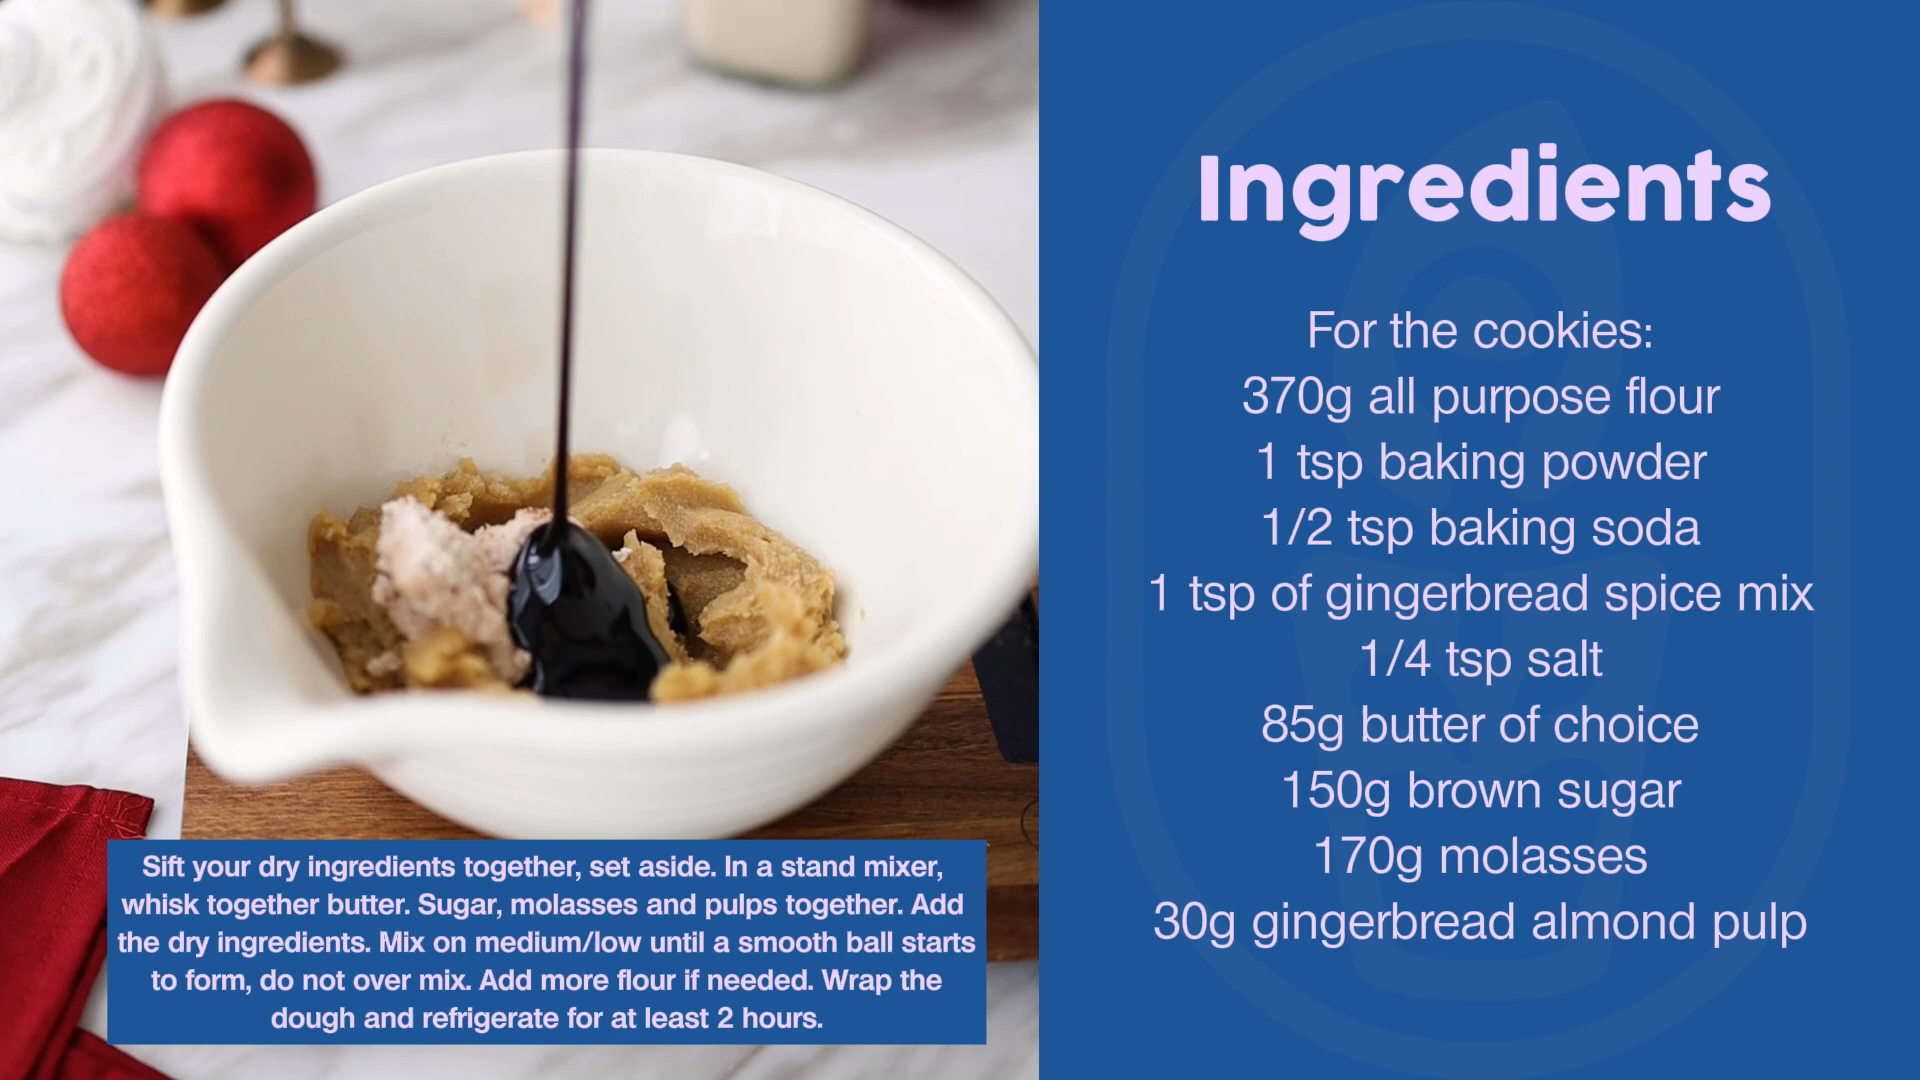 Ingredients
For the cookies:
370g all purpose flour
1 tsp baking powder
1/2 tsp baking soda
1 tsp of gingerbread spice mix
1/4 tsp salt
85g butter of choice
150g brown sugar
170g molasses
30g gingerbread almond pulp
Sift your dry ingredients together, set aside. In a stand mixer,
whisk together butter. Sugar, molasses and pulps together. Add
the dry ingredients. Mix on medium/low until a smooth ball starts
to form, do not over mix. Add more flour if needed. Wrap the
dough and refrigerate for at least 2 hours.